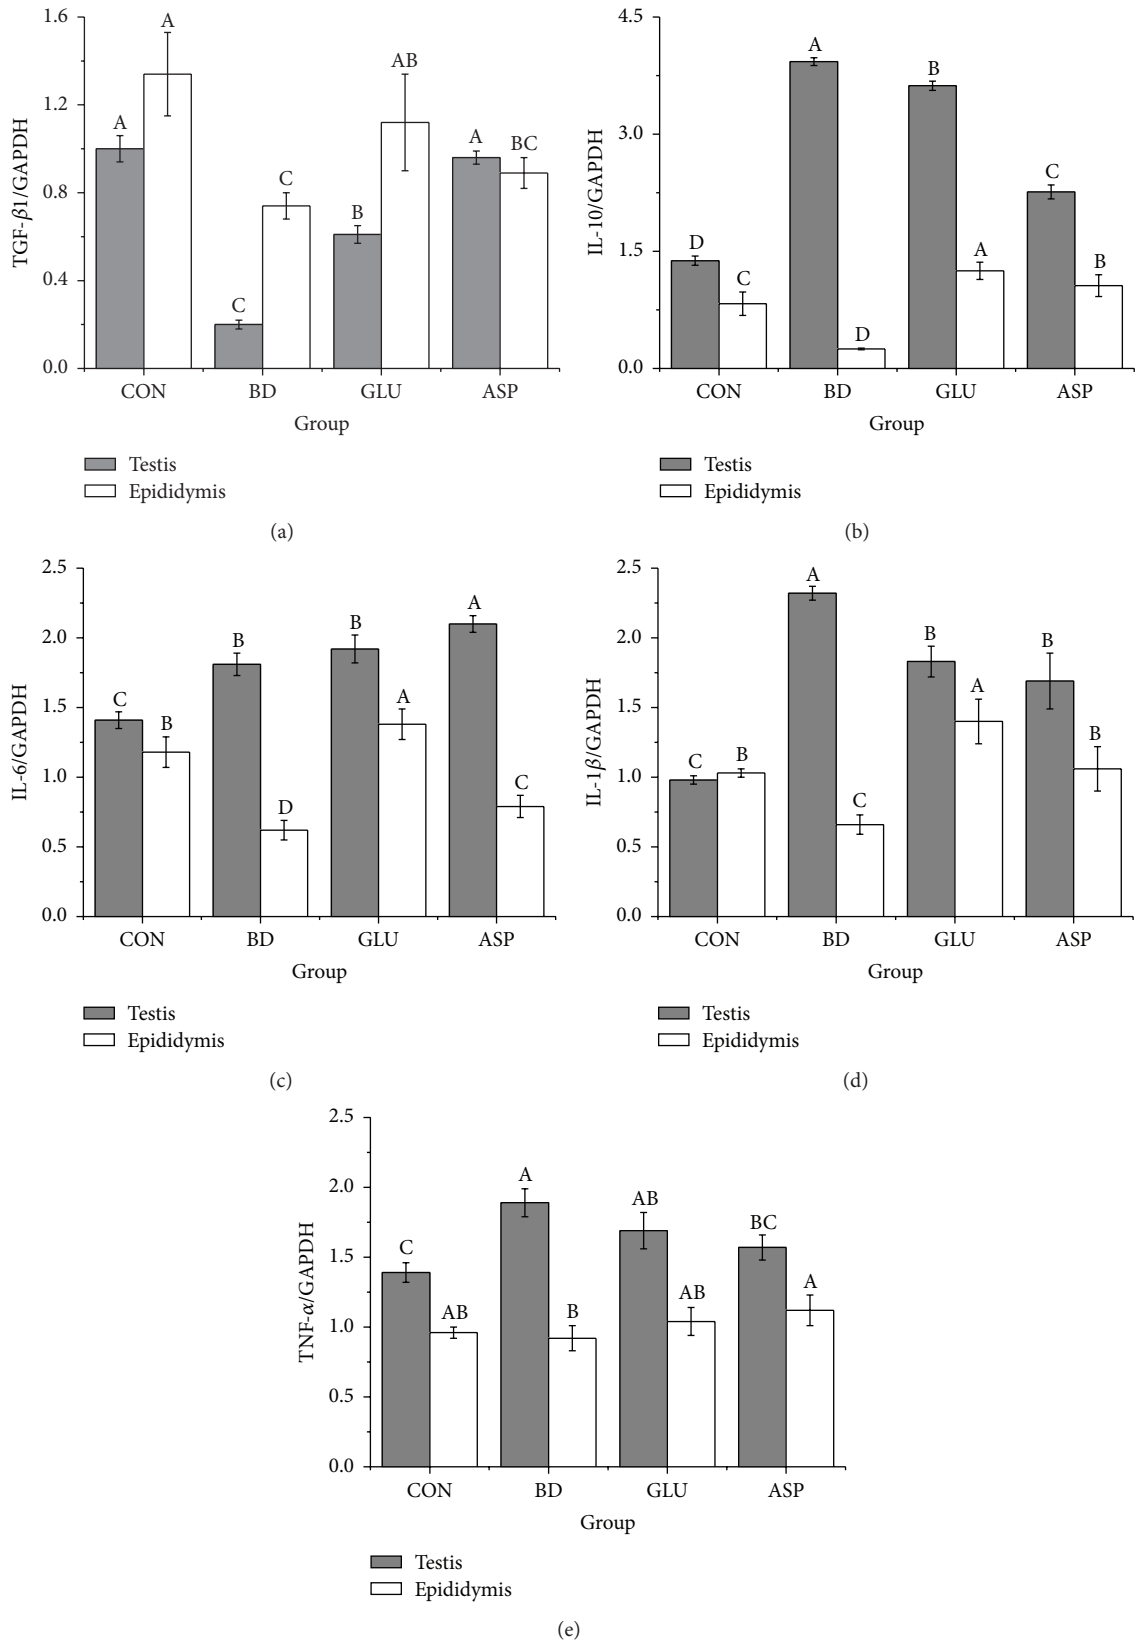 TGF-β1/GAPDH
1.6
1.2
0.8
0.4
0.0
A
A
C
C
B
AB
A
BC
CON BD GLU ASP
Group
Testis
Epididymis
(a)
IL-10/GAPDH
4.5
3.0
1.5
0.0
D
C
A
D
B
A
C
B
CON BD GLU ASP
Group
Testis
Epididymis
(b)
IL-6/GAPDH
2.5
2.0
1.5
1.0
0.5
0.0
C
B
B
D
B
A
A
C
CON BD GLU ASP
Group
Testis
Epididymis
(c)
IL-1β/GAPDH
2.5
2.0
1.5
1.0
0.5
0.0
C
B
A
C
B
A
B
B
CON BD GLU ASP
Group
Testis
Epididymis
(d)
TNF-α/GAPDH
2.5
2.0
1.5
1.0
0.5
0.0
C
AB
A
B
AB
AB
BC
A
CON BD GLU ASP
Group
Testis
Epididymis
(e)